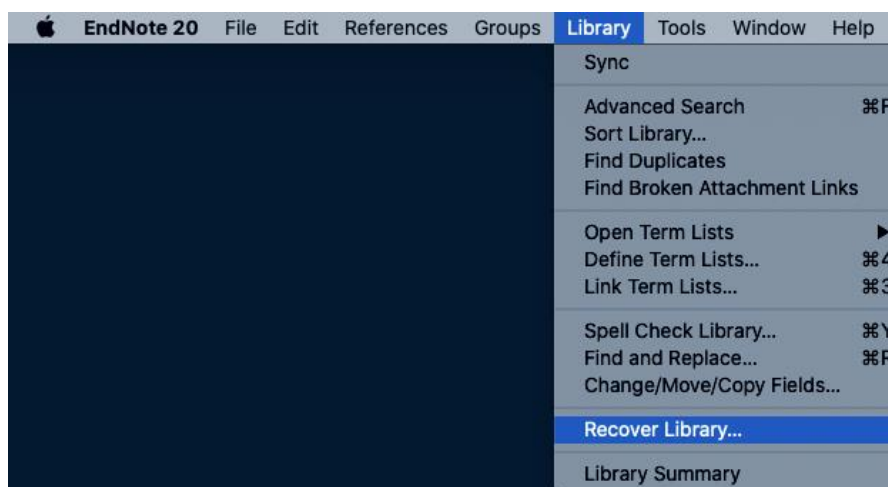 EndNote 20 File Edit References Groups Library Tools Window Help
Sync
Advanced Search
Sort Library...
Find Duplicates
Find Broken Attachment Links
Open Term Lists
Define Term Lists... ⌘4
Link Term Lists... ⌘3
Spell Check Library... ⌘Y
Find and Replace...
Change/Move/Copy Fields...
Recover Library...
Library Summary